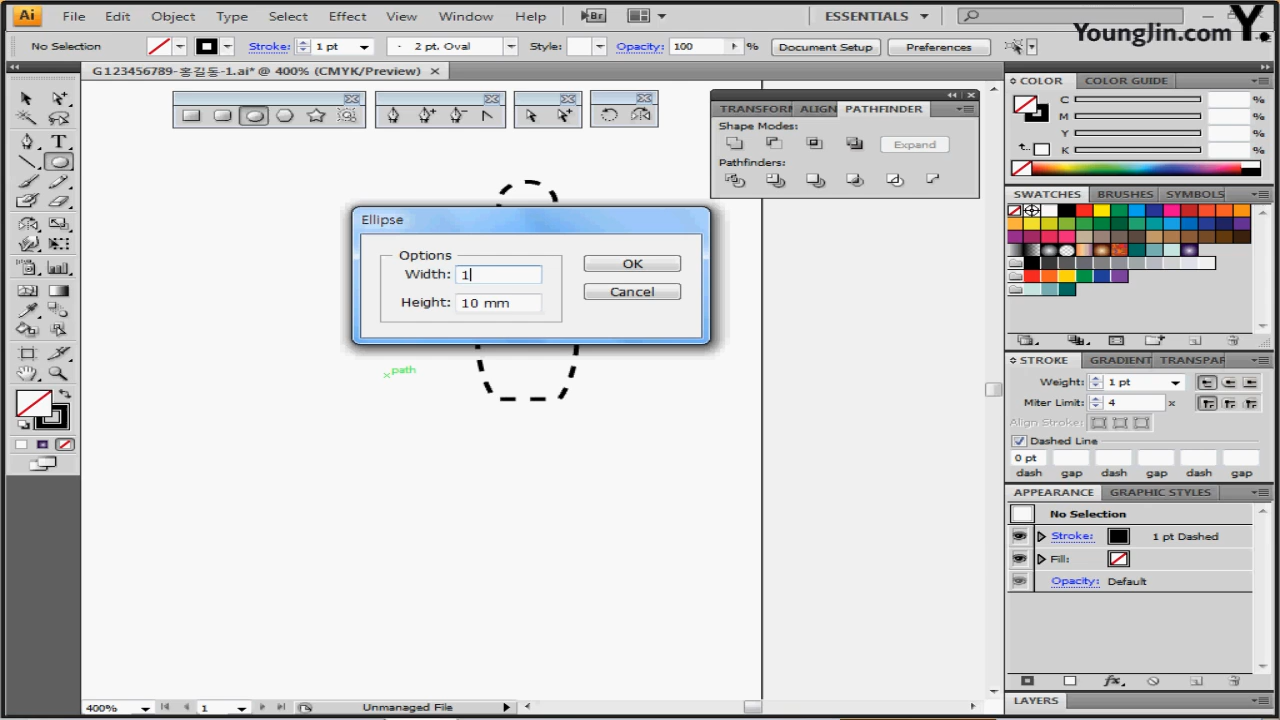 Ai File Edit Object Type Select Effect View Window Help Br ESSENTIALS
YoungJin.com Y.
No Selection Stroke: 1 pt 2 pt. Oval Style: Opacity: 100 % Document Setup Preferences
G123456789-홍길동-1.ai* @ 400% (CMYK/Preview)
TRANSFORM ALIGN PATHFINDER
Shape Modes:
Expand
Pathfinders:
COLOR COLOR GUIDE
C %
M %
Y %
K %
SWATCHES BRUSHES SYMBOLS
Ellipse
Options
Width: 1
Height: 10 mm
OK
Cancel
path
STROKE GRADIENT TRANSPAR
Weight: 1 pt
Miter Limit: 4 x
Align Stroke:
Dashed Line
0 pt
dash gap dash gap dash gap
APPEARANCE GRAPHIC STYLES
No Selection
Stroke: 1 pt Dashed
Fill:
Opacity: Default
fx
LAYERS
400% 1 Unmanaged File